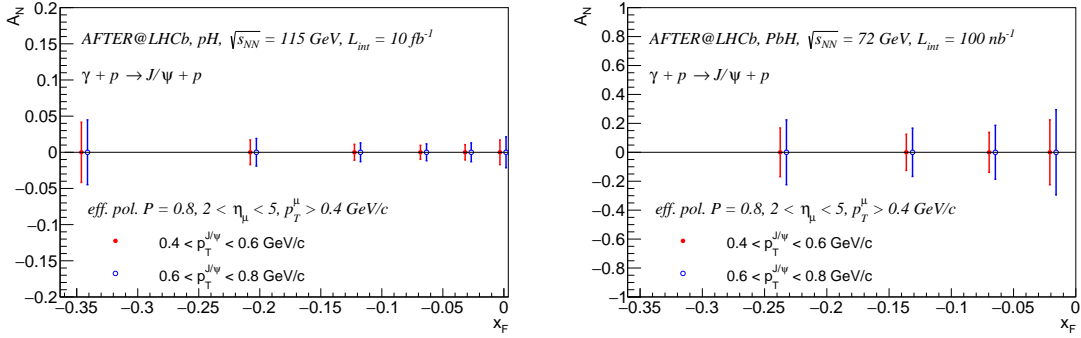 A_N
0.2
0.15
0.1
0.05
0
−0.05
−0.1
−0.15
−0.2
AFTER@LHCb, pH, √s_NN = 115 GeV, L_int = 10 fb⁻¹
γ + p → J/ψ + p
eff. pol. P = 0.8, 2 < η_μ < 5, p_T^μ > 0.4 GeV/c
0.4 < p_T^J/ψ < 0.6 GeV/c
0.6 < p_T^J/ψ < 0.8 GeV/c
−0.35 −0.3 −0.25 −0.2 −0.15 −0.1 −0.05 0
x_F
A_N
1
0.8
0.6
0.4
0.2
0
−0.2
−0.4
−0.6
−0.8
−1
AFTER@LHCb, PbH, √s_NN = 72 GeV, L_int = 100 nb⁻¹
γ + p → J/ψ + p
eff. pol. P = 0.8, 2 < η_μ < 5, p_T^μ > 0.4 GeV/c
0.4 < p_T^J/ψ < 0.6 GeV/c
0.6 < p_T^J/ψ < 0.8 GeV/c
−0.35 −0.3 −0.25 −0.2 −0.15 −0.1 −0.05 0
x_F